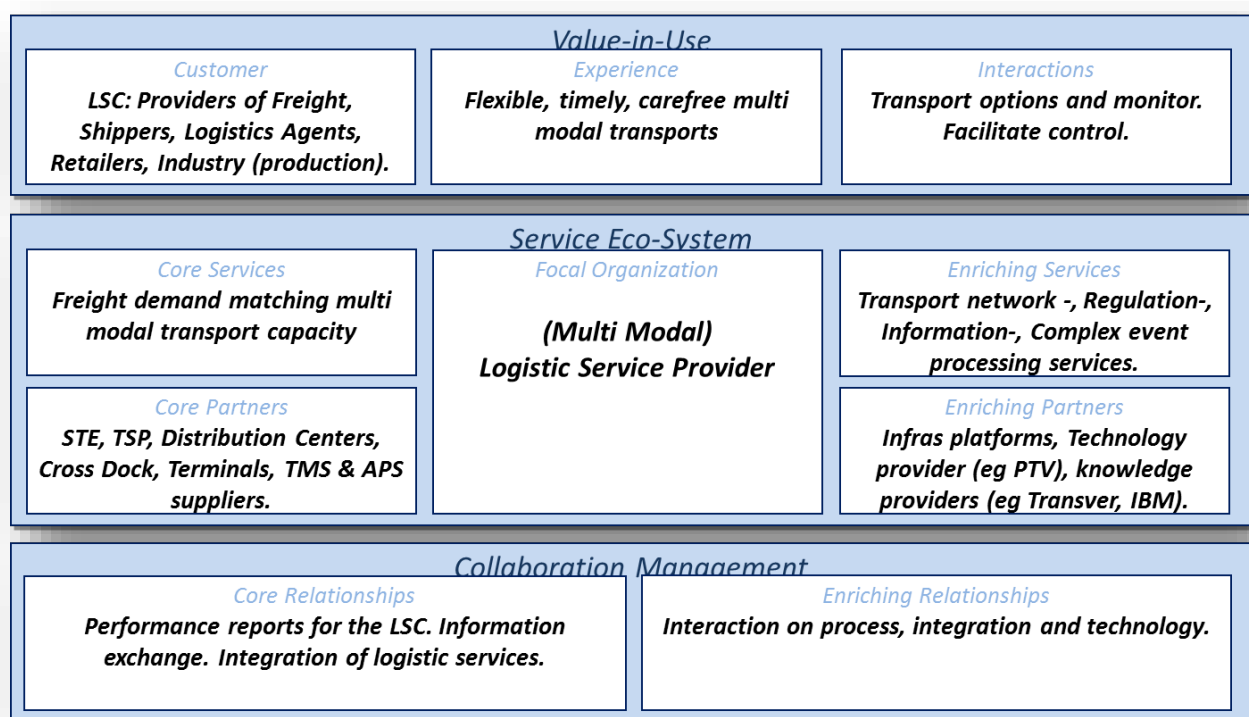 Value-in-Use
Customer
LSC: Providers of Freight,
Shippers, Logistics Agents,
Retailers, Industry (production).
Experience
Flexible, timely, carefree multi
modal transports
Interactions
Transport options and monitor.
Facilitate control.
Service Eco-System
Core Services
Freight demand matching multi
modal transport capacity
Focal Organization
(Multi Modal)
Logistic Service Provider
Enriching Services
Transport network -, Regulation-,
Information-, Complex event
processing services.
Core Partners
STE, TSP, Distribution Centers,
Cross Dock, Terminals, TMS & APS
suppliers.
Enriching Partners
Infras platforms, Technology
provider (eg PTV), knowledge
providers (eg Transver, IBM).
Collaboration Management
Core Relationships
Performance reports for the LSC. Information
exchange. Integration of logistic services.
Enriching Relationships
Interaction on process, integration and technology.